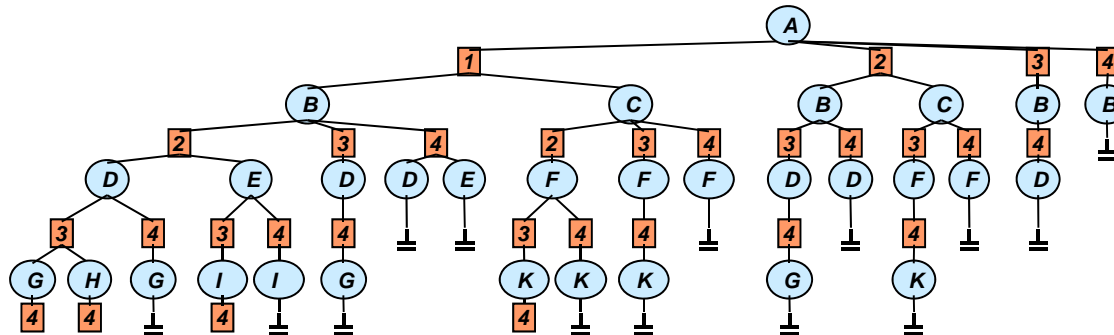 A
1 2 3 4
B C B C B B
2 3 4 2 3 4 3 4 3 4 4
D E D D E F F F D D F F D
3 4 3 4 4 3 4 4 4 4
G H G I I G K K K G K
4 4 4 4